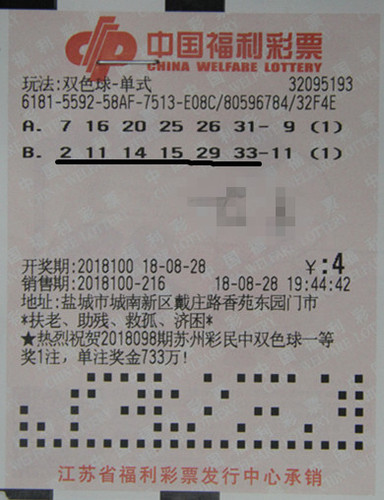 中国福利彩票
CHINA WELFARE LOTTERY
玩法:双色球-单式 32095193
6181-5592-58AF-7513-E08C/80596784/32F4E
A. 7 16 20 25 26 31- 9 (1)
B. 2 11 14 15 29 33-11 (1)
开奖期:2018100 18-08-28 ¥:4
销售期:2018100-216 18-08-28 19:44:42
地址:盐城市城南新区戴庄路香苑东园门市
*扶老、助残、救孤、济困*
★热烈祝贺2018098期苏州彩民中双色球一等
奖1注,单注奖金733万!
江苏省福利彩票发行中心承销